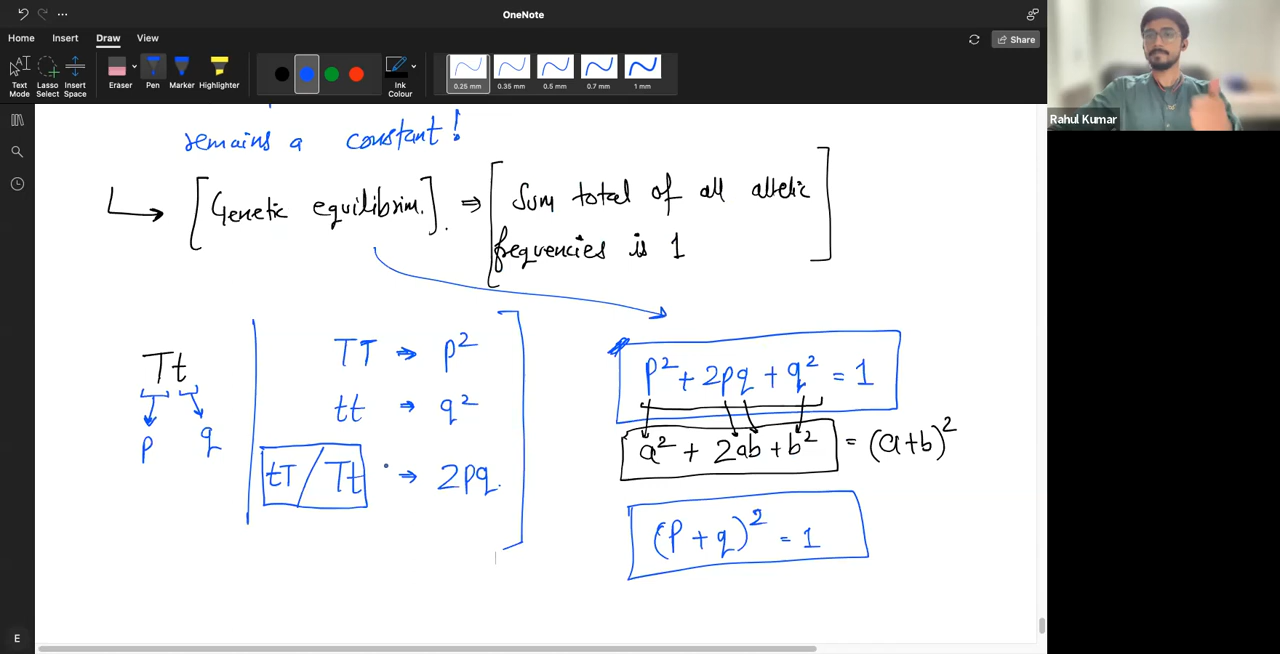 OneNote
Home Insert Draw View
Share
Text Mode
Lasso Select
Insert Space
Eraser
Pen
Marker
Highlighter
Ink Colour
0.25 mm
0.35 mm
0.5 mm
0.7 mm
1 mm
Rahul Kumar
remains a constant!
[Genetic equilibrim.] ⇒ [Sum total of all allelic
frequencies is 1]
Tt
p q
TT ⇒ p²
tt ⇒ q²
tT/Tt ⇒ 2pq.
p² + 2pq + q² = 1
a² + 2ab + b² = (a+b)²
(p + q)² = 1
E